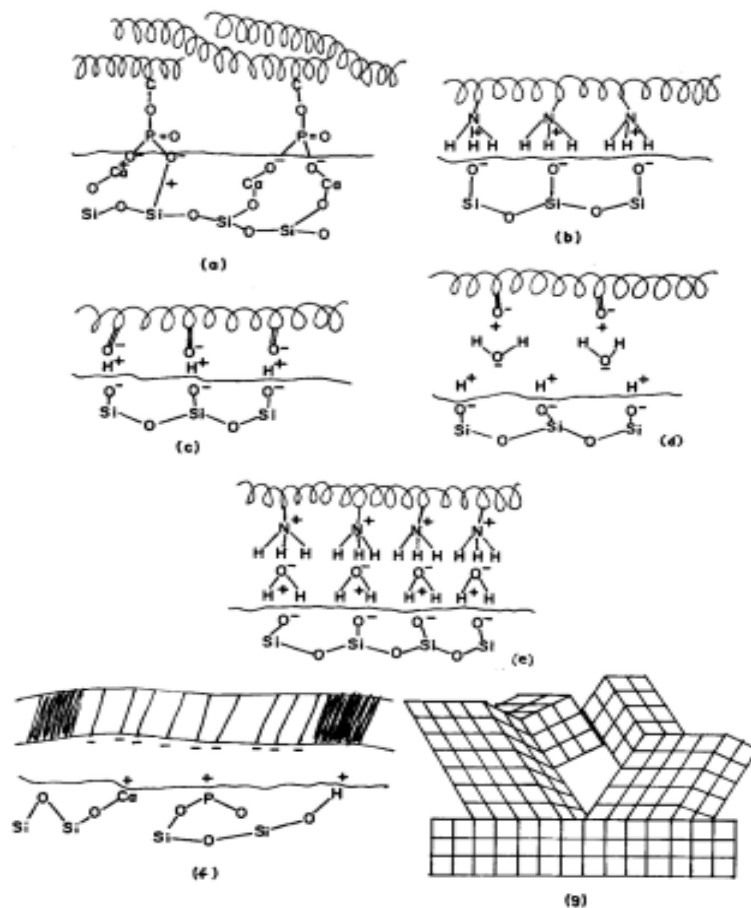 C C
O O
P = O P = O
O⁻ O⁻ O⁻ O⁻
Ca⁺ Ca Ca
O + O O
Si O Si O Si O Si O
(a)
N N N
H H⁺ H H H⁺ H H H⁺ H
O⁻ O⁻ O⁻
Si O Si O Si
(b)
O⁻ O⁻ O⁻
H⁺ H⁺ H⁺
O⁻ O⁻ O⁻
Si O Si O Si
(c)
O⁻ O⁻
+ +
H O H H O H
− −
H⁺ H⁺ H⁺
O⁻ O⁻ O⁻
Si O Si O Si
(d)
N⁺ N⁺ N⁺ N⁺
H H H H H H H H H H H H
O⁻ O⁻ O⁻ O⁻
H + H H + H H + H H + H
O⁻ O⁻ O⁻ O⁻
Si O Si O Si O Si
(e)
− − − − − − − −
+ + +
O O Ca O P O O H
Si Si Si O Si
(f)
(g)